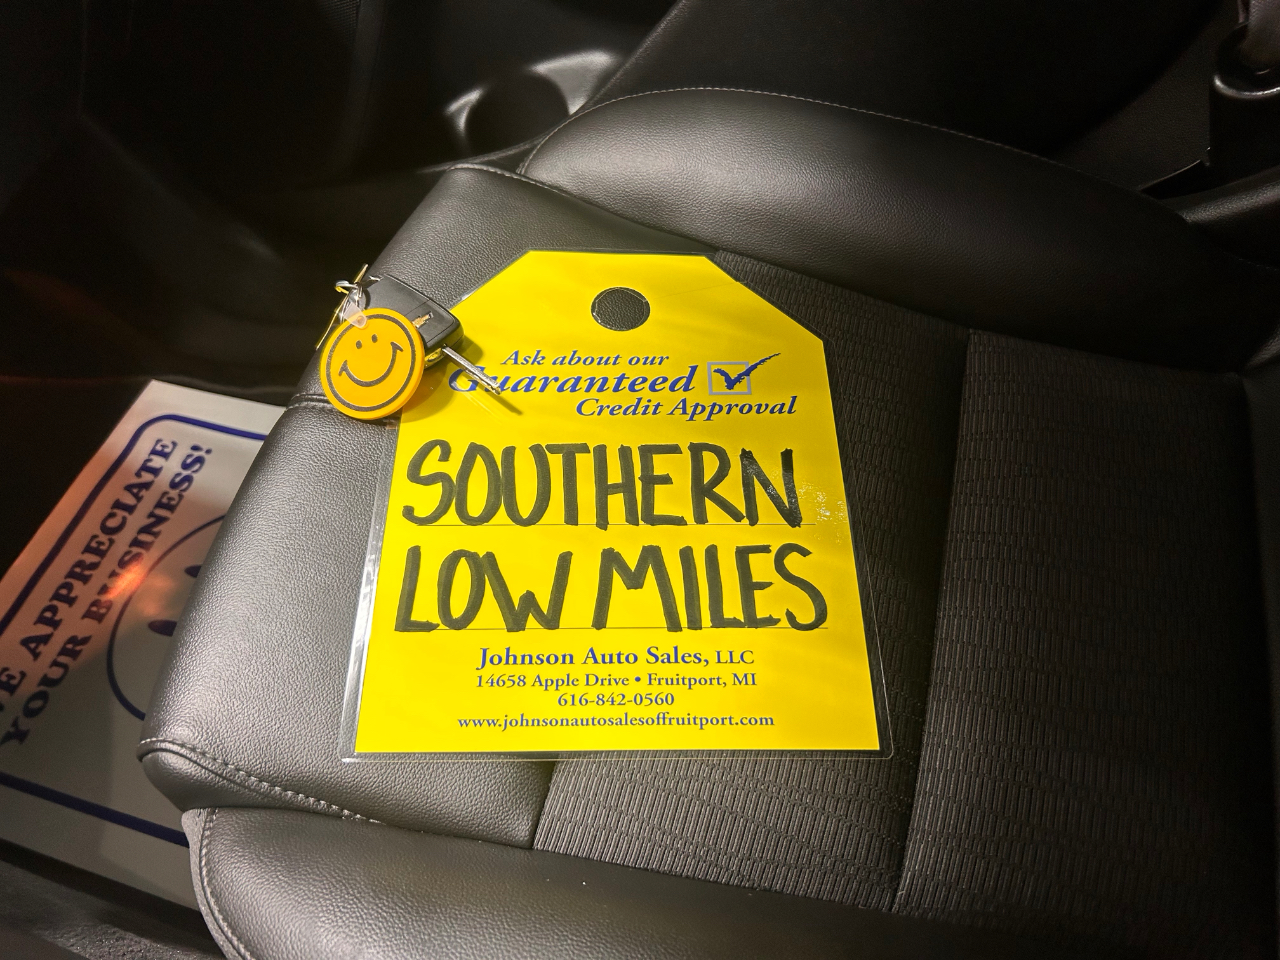 Ask about our
Guaranteed
Credit Approval
SOUTHERN
LOW MILES
Johnson Auto Sales, LLC
14658 Apple Drive • Fruitport, MI
616-842-0560
www.johnsonautosalesoffruitport.com
APPRECIATE
YOUR BUSINESS!